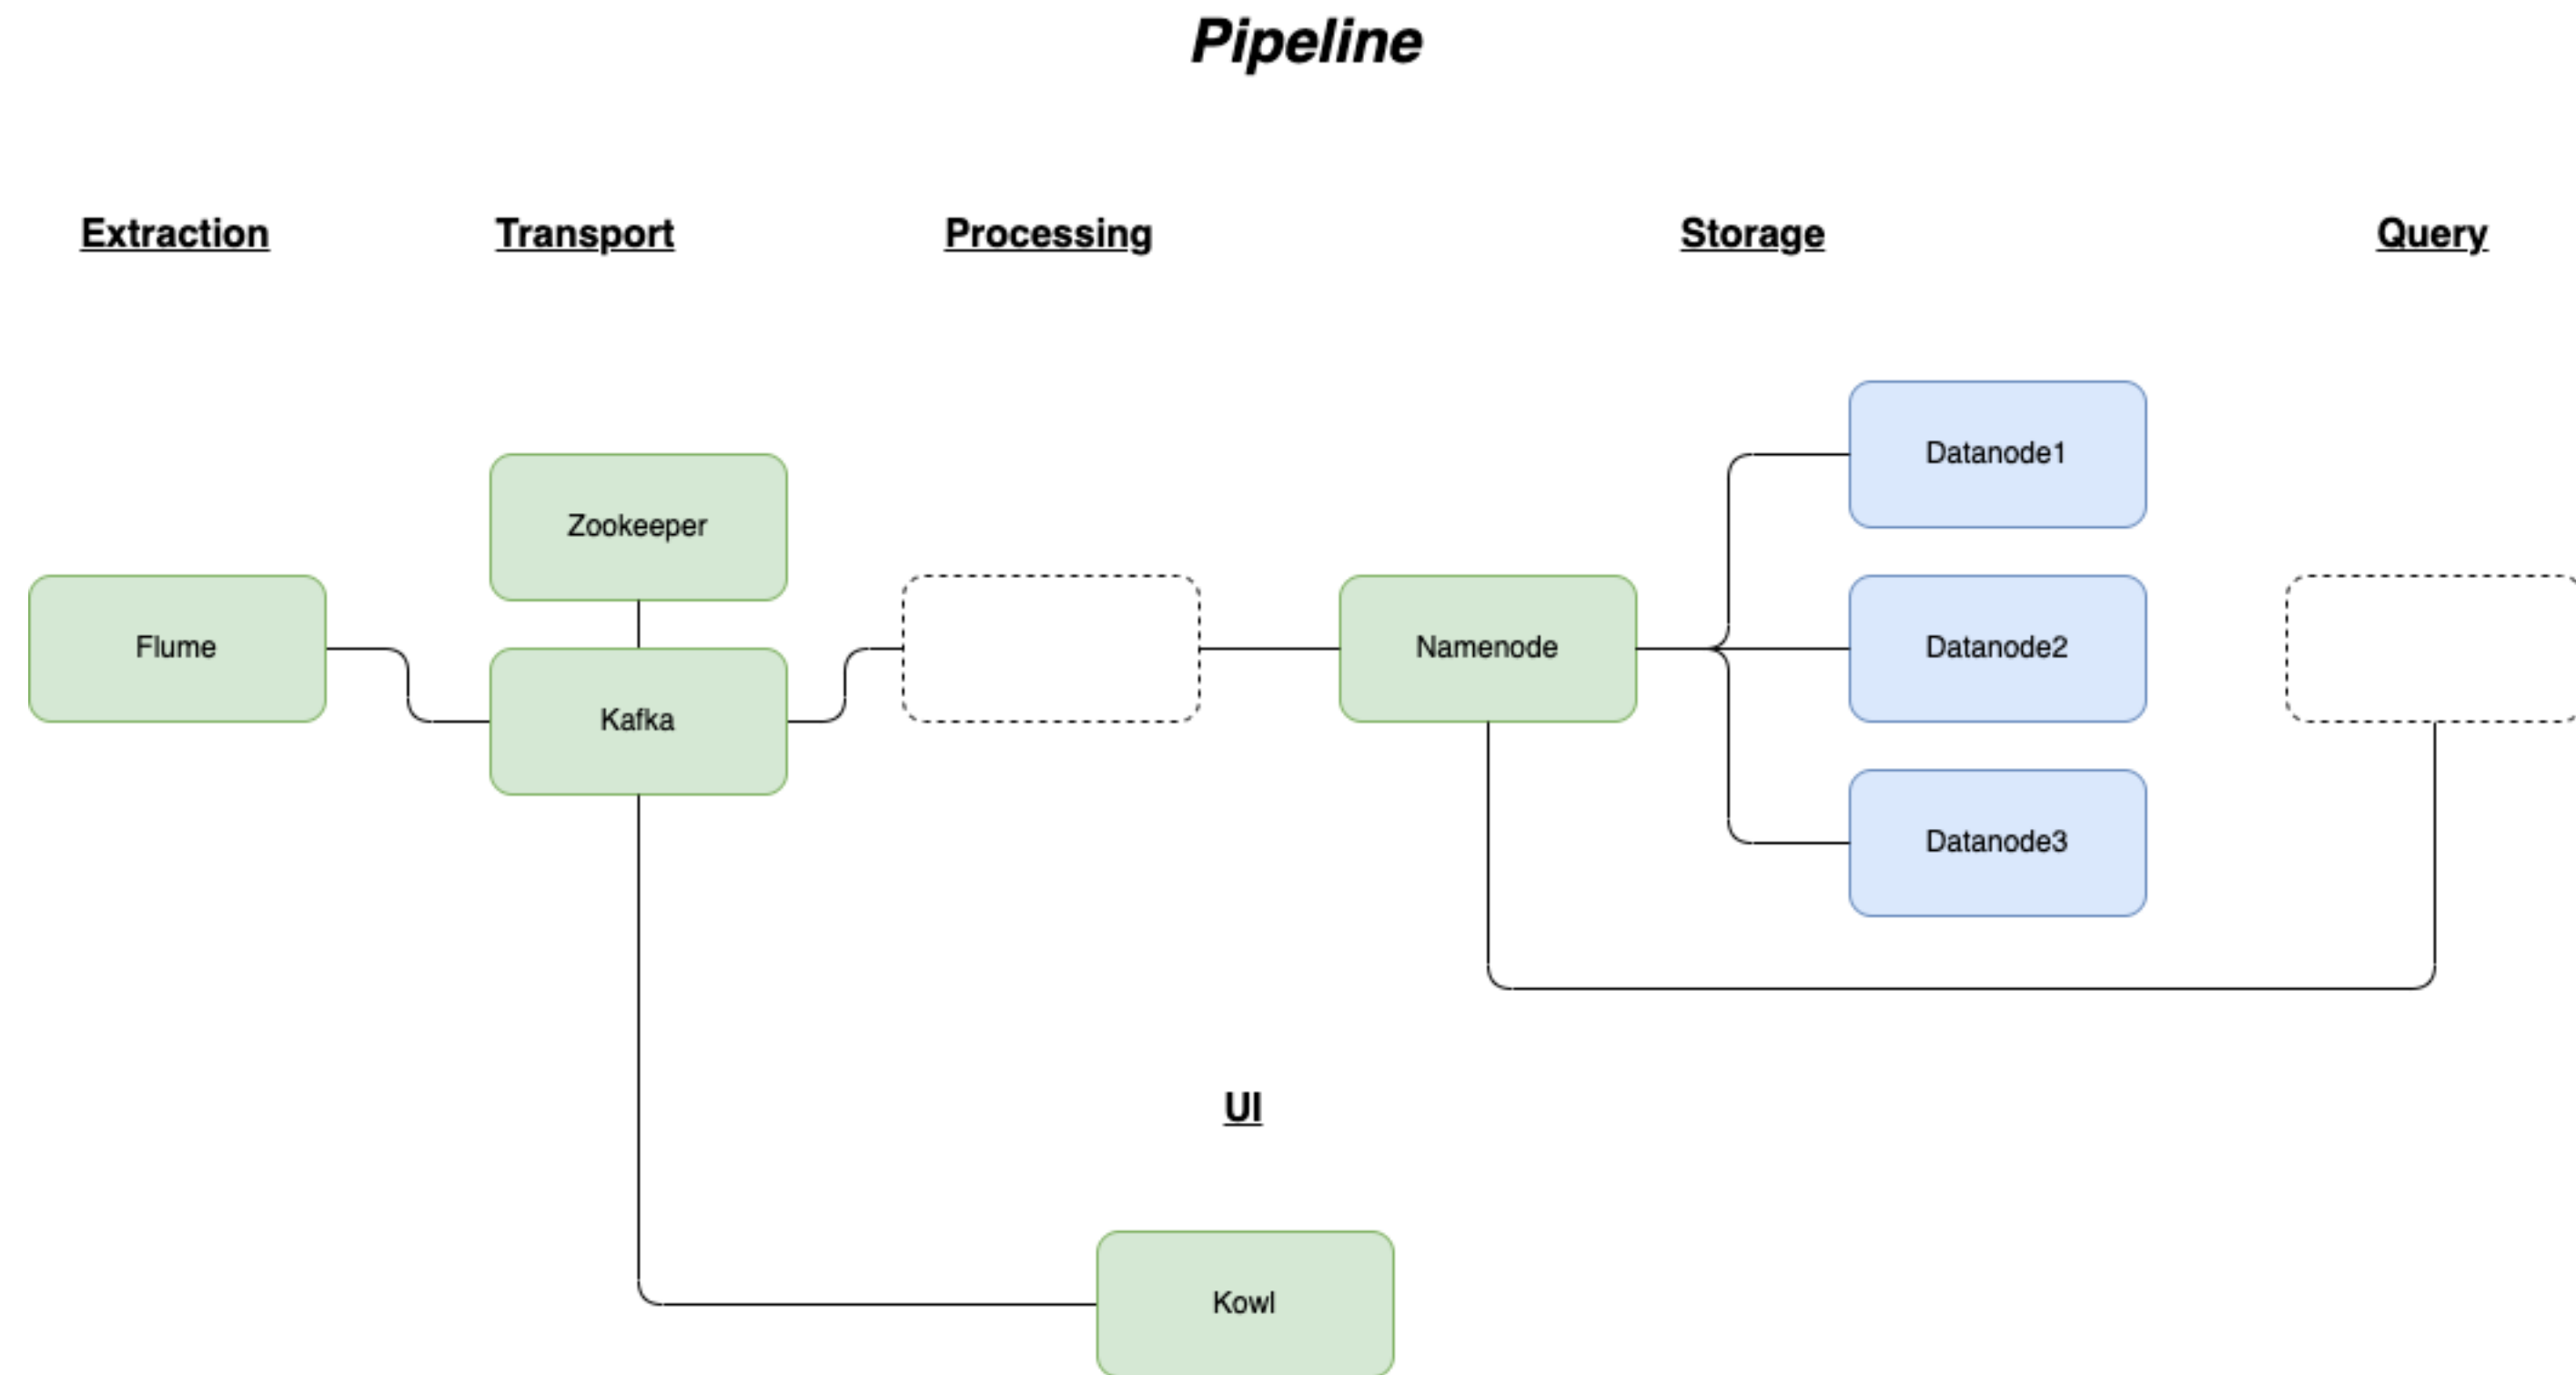 Pipeline
Extraction
Transport
Processing
Storage
Query
Datanode1
Zookeeper
Flume
Namenode
Datanode2
Kafka
Datanode3
UI
Kowl